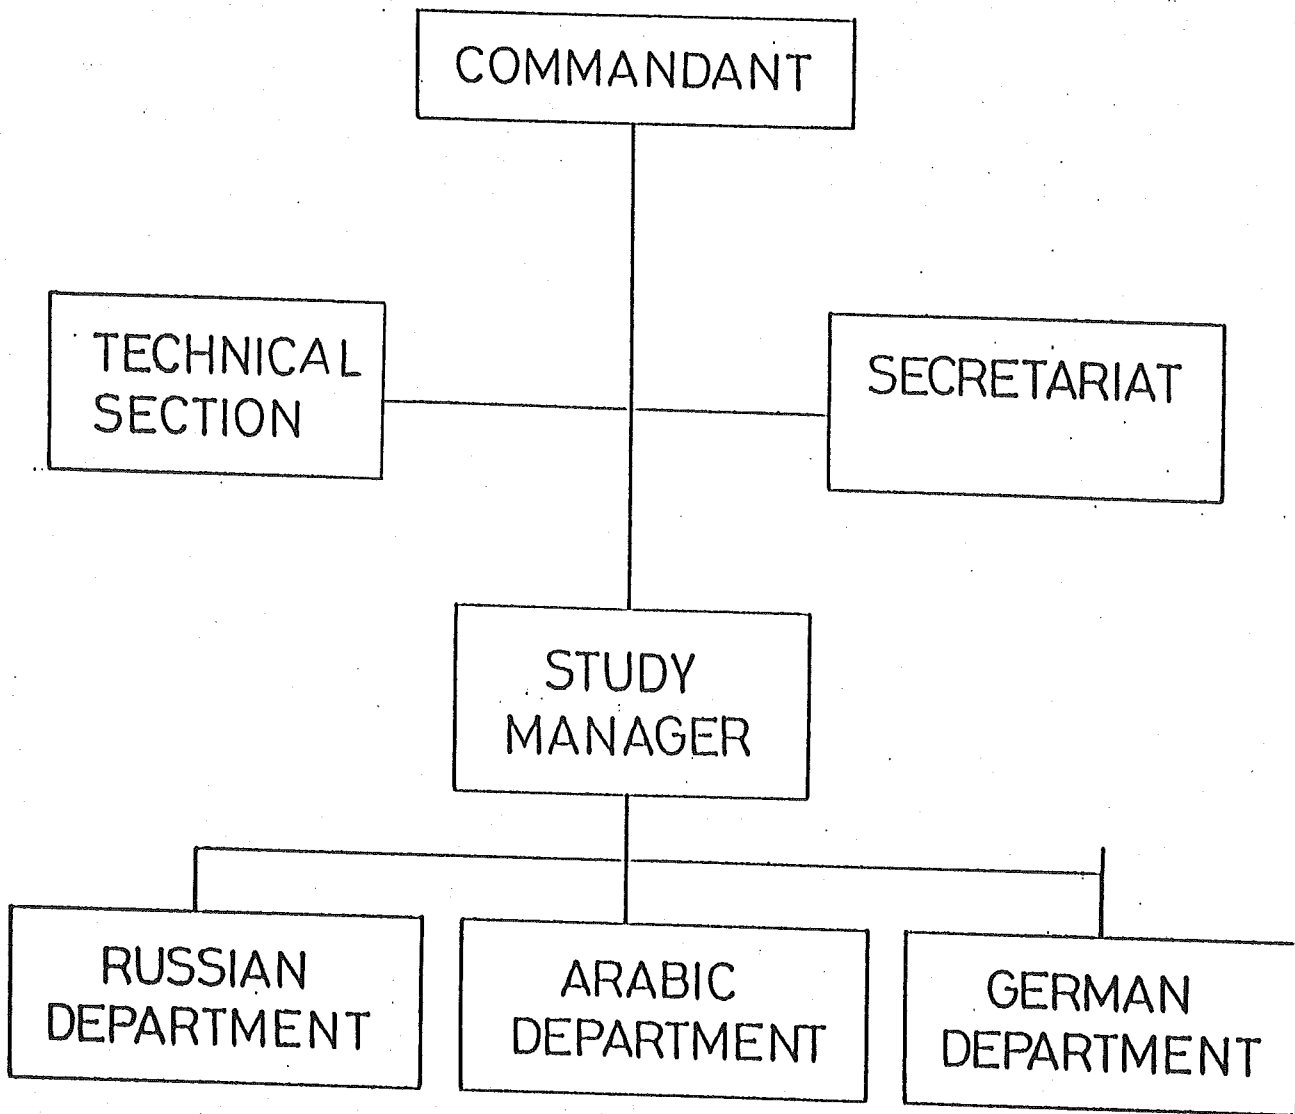 COMMANDANT
TECHNICAL
SECTION
SECRETARIAT
STUDY
MANAGER
RUSSIAN
DEPARTMENT
ARABIC
DEPARTMENT
GERMAN
DEPARTMENT